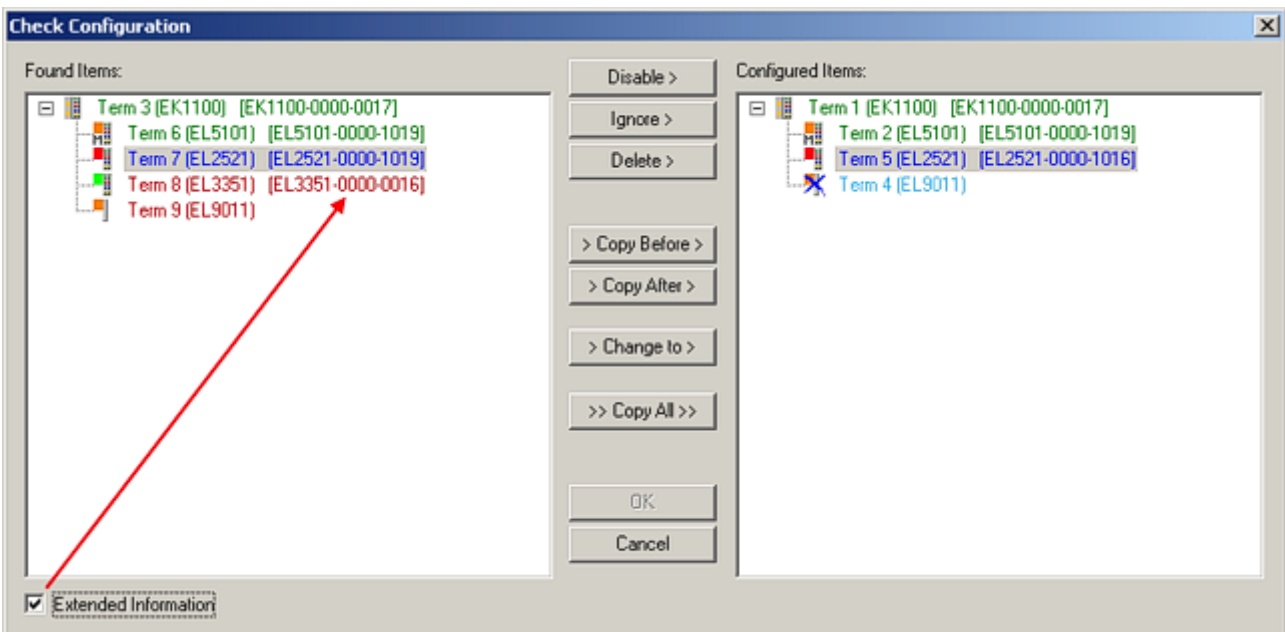 Check Configuration
Found Items:
Term 3 (EK1100) [EK1100-0000-0017]
Term 6 (EL5101) [EL5101-0000-1019]
Term 7 (EL2521) [EL2521-0000-1019]
Term 8 (EL3351) [EL3351-0000-0016]
Term 9 (EL9011)
Extended Information
Disable >
Ignore >
Delete >
> Copy Before >
> Copy After >
> Change to >
>> Copy All >>
OK
Cancel
Configured Items:
Term 1 (EK1100) [EK1100-0000-0017]
Term 2 (EL5101) [EL5101-0000-1019]
Term 5 (EL2521) [EL2521-0000-1016]
Term 4 (EL9011)